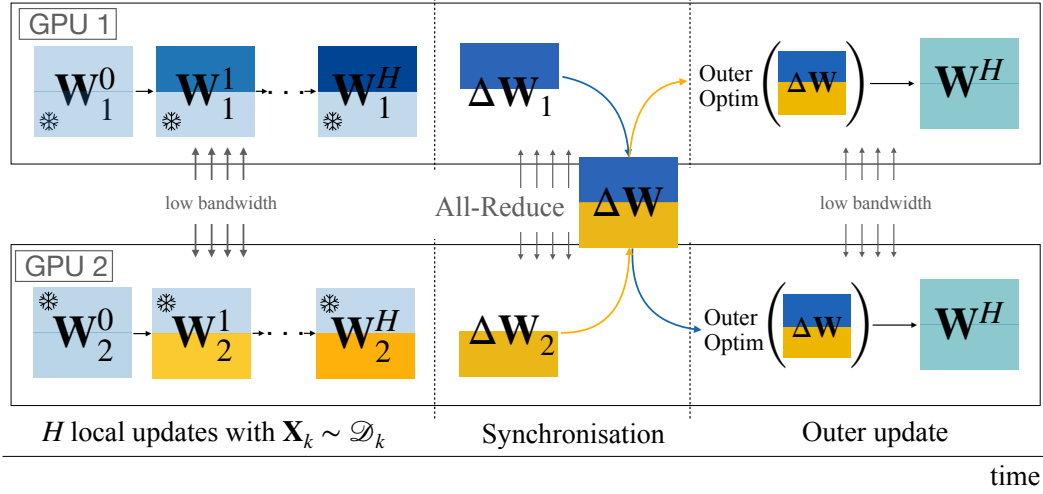 GPU 1
W_1^0 W_1^1 · · · W_1^H
ΔW_1
Outer
Optim (ΔW)
W^H
low bandwidth
All-Reduce
ΔW
low bandwidth
GPU 2
W_2^0 W_2^1 · · · W_2^H
ΔW_2
Outer
Optim (ΔW)
W^H
H local updates with X_k ∼ 𝒟_k
Synchronisation
Outer update
time